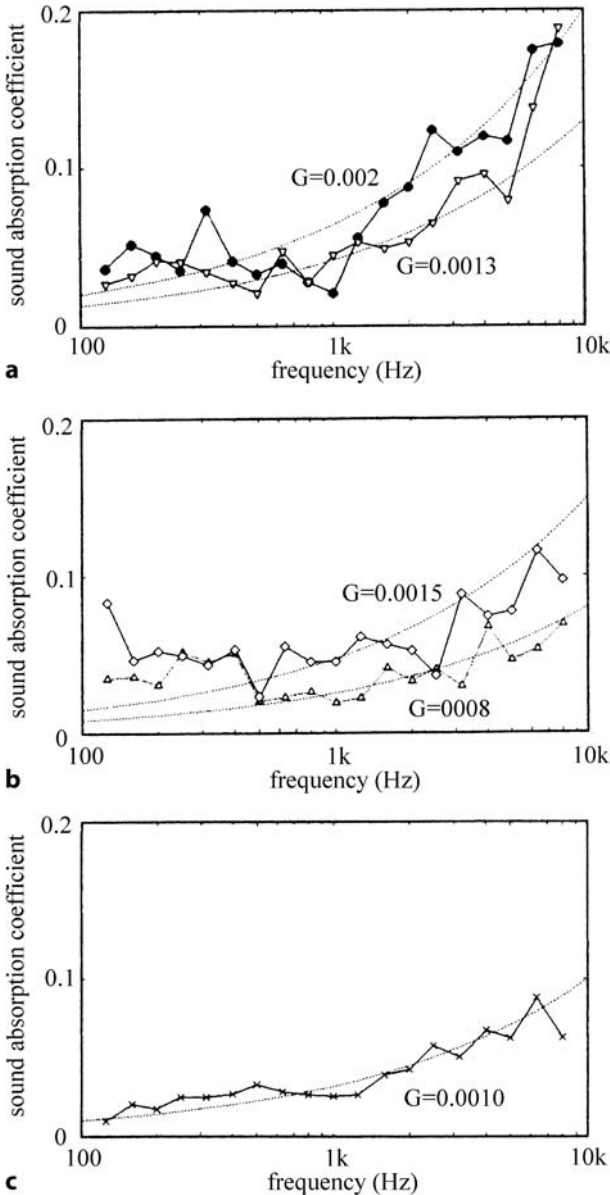 0.2
sound absorption coefficient
0.1
G=0.002
G=0.0013
0
100
1k
10k
frequency (Hz)
a
0.2
sound absorption coefficient
0.1
G=0.0015
G=0008
0
100
1k
10k
frequency (Hz)
b
0.2
sound absorption coefficient
0.1
G=0.0010
0
100
1k
10k
frequency (Hz)
c